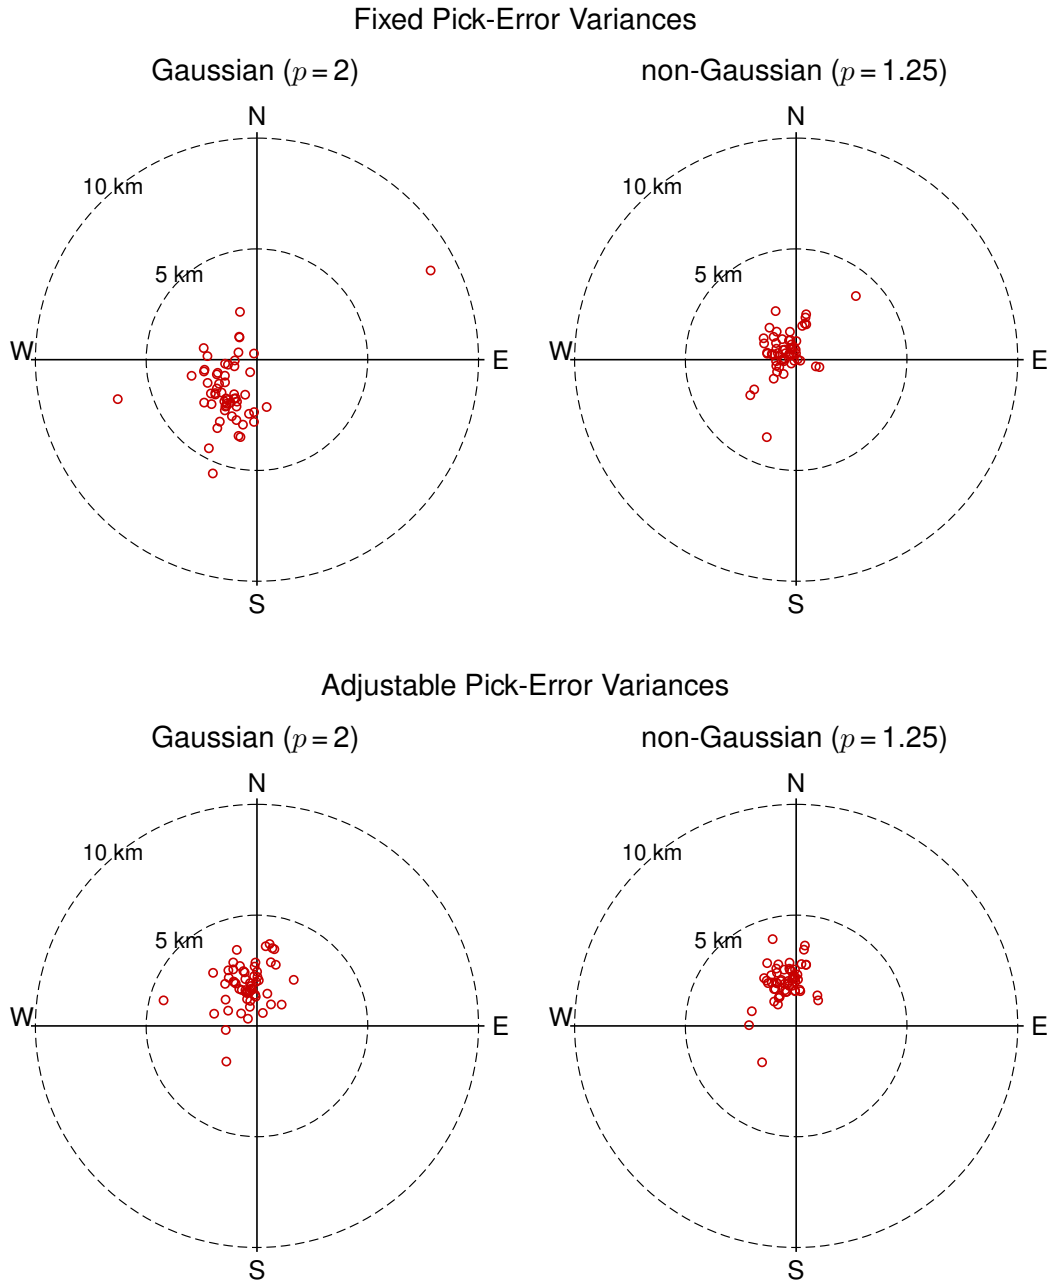 Fixed Pick-Error Variances
Gaussian (p = 2)
non-Gaussian (p = 1.25)
N
N
10 km
10 km
5 km
5 km
W
E
W
E
S
S
Adjustable Pick-Error Variances
Gaussian (p = 2)
non-Gaussian (p = 1.25)
N
N
10 km
10 km
5 km
5 km
W
E
W
E
S
S